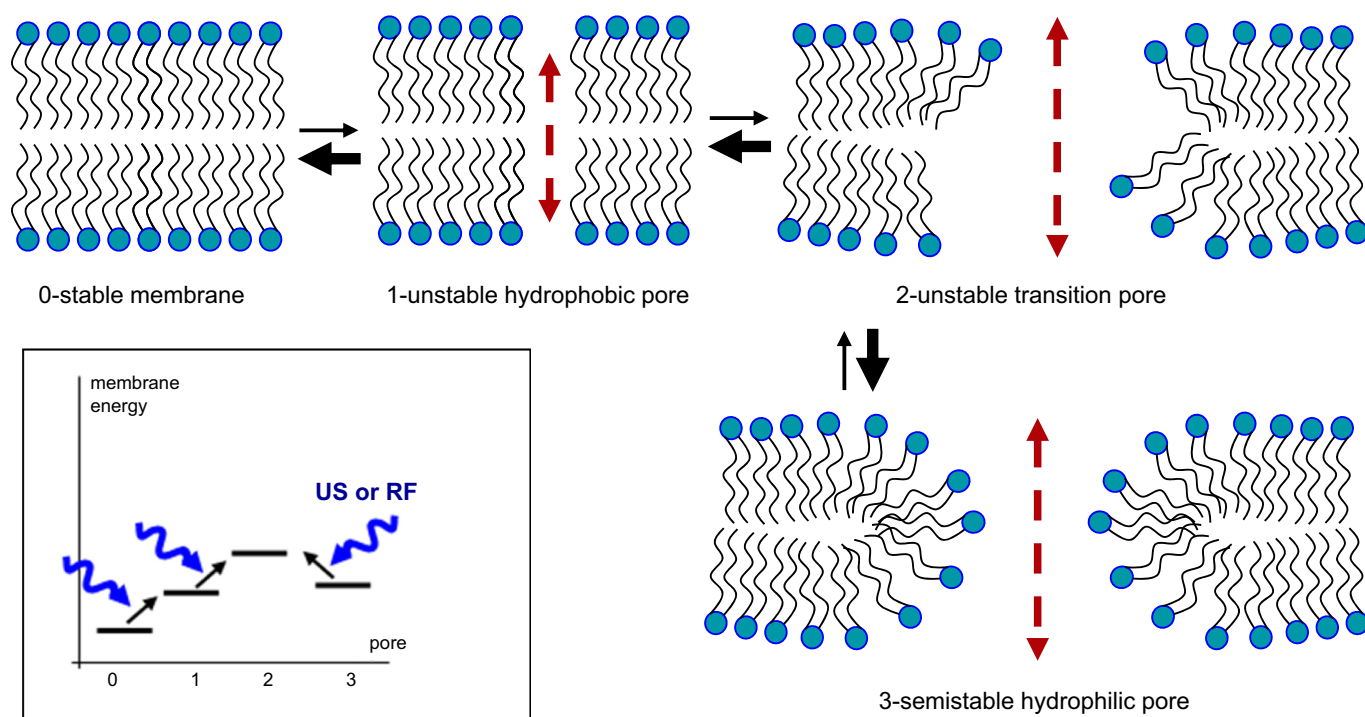 0-stable membrane
1-unstable hydrophobic pore
2-unstable transition pore
membrane
energy
US or RF
pore
0 1 2 3
3-semistable hydrophilic pore